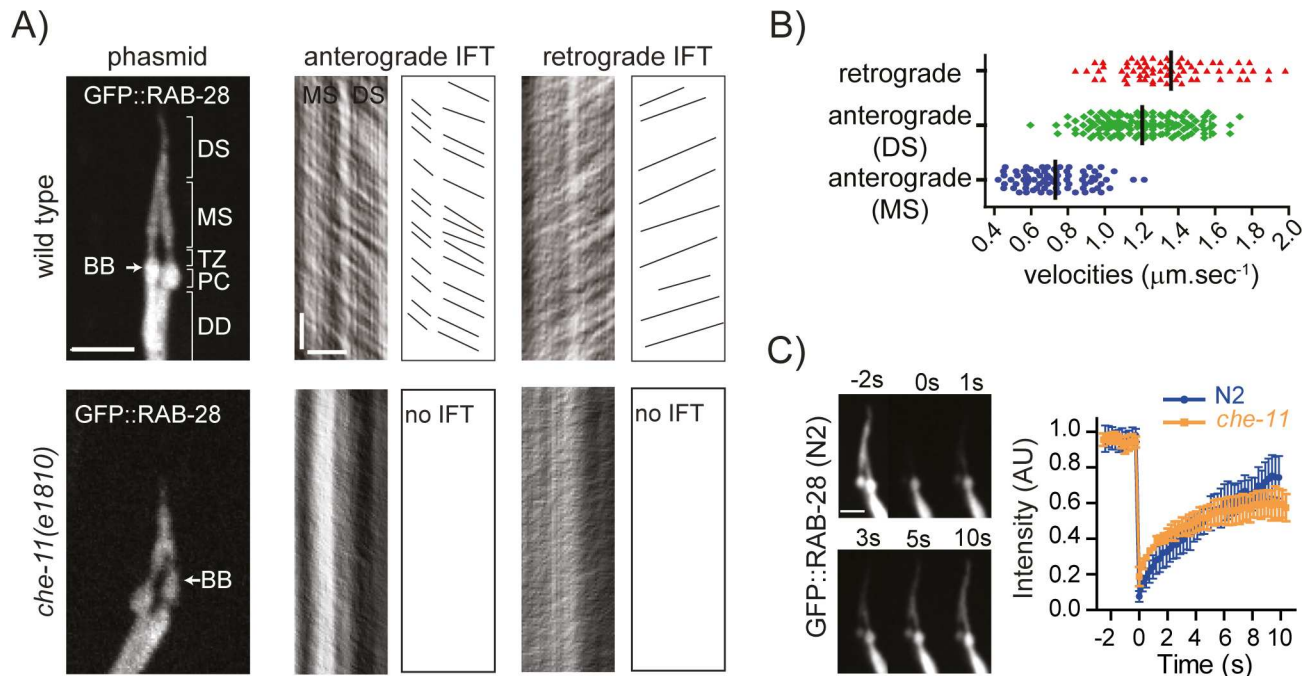 A)
phasmid
anterograde IFT
retrograde IFT
wild type
GFP::RAB-28
DS
MS
TZ
PC
DD
BB
MS DS
che-11(e1810)
GFP::RAB-28
BB
no IFT
no IFT
B)
retrograde
anterograde
(DS)
anterograde
(MS)
0.4 0.6 0.8 1.0 1.2 1.4 1.6 1.8 2.0
velocities (μm.sec⁻¹)
C)
GFP::RAB-28 (N2)
-2s 0s 1s
3s 5s 10s
N2
che-11
Intensity (AU)
1.0
0.8
0.6
0.4
0.2
0.0
-2 0 2 4 6 8 10
Time (s)